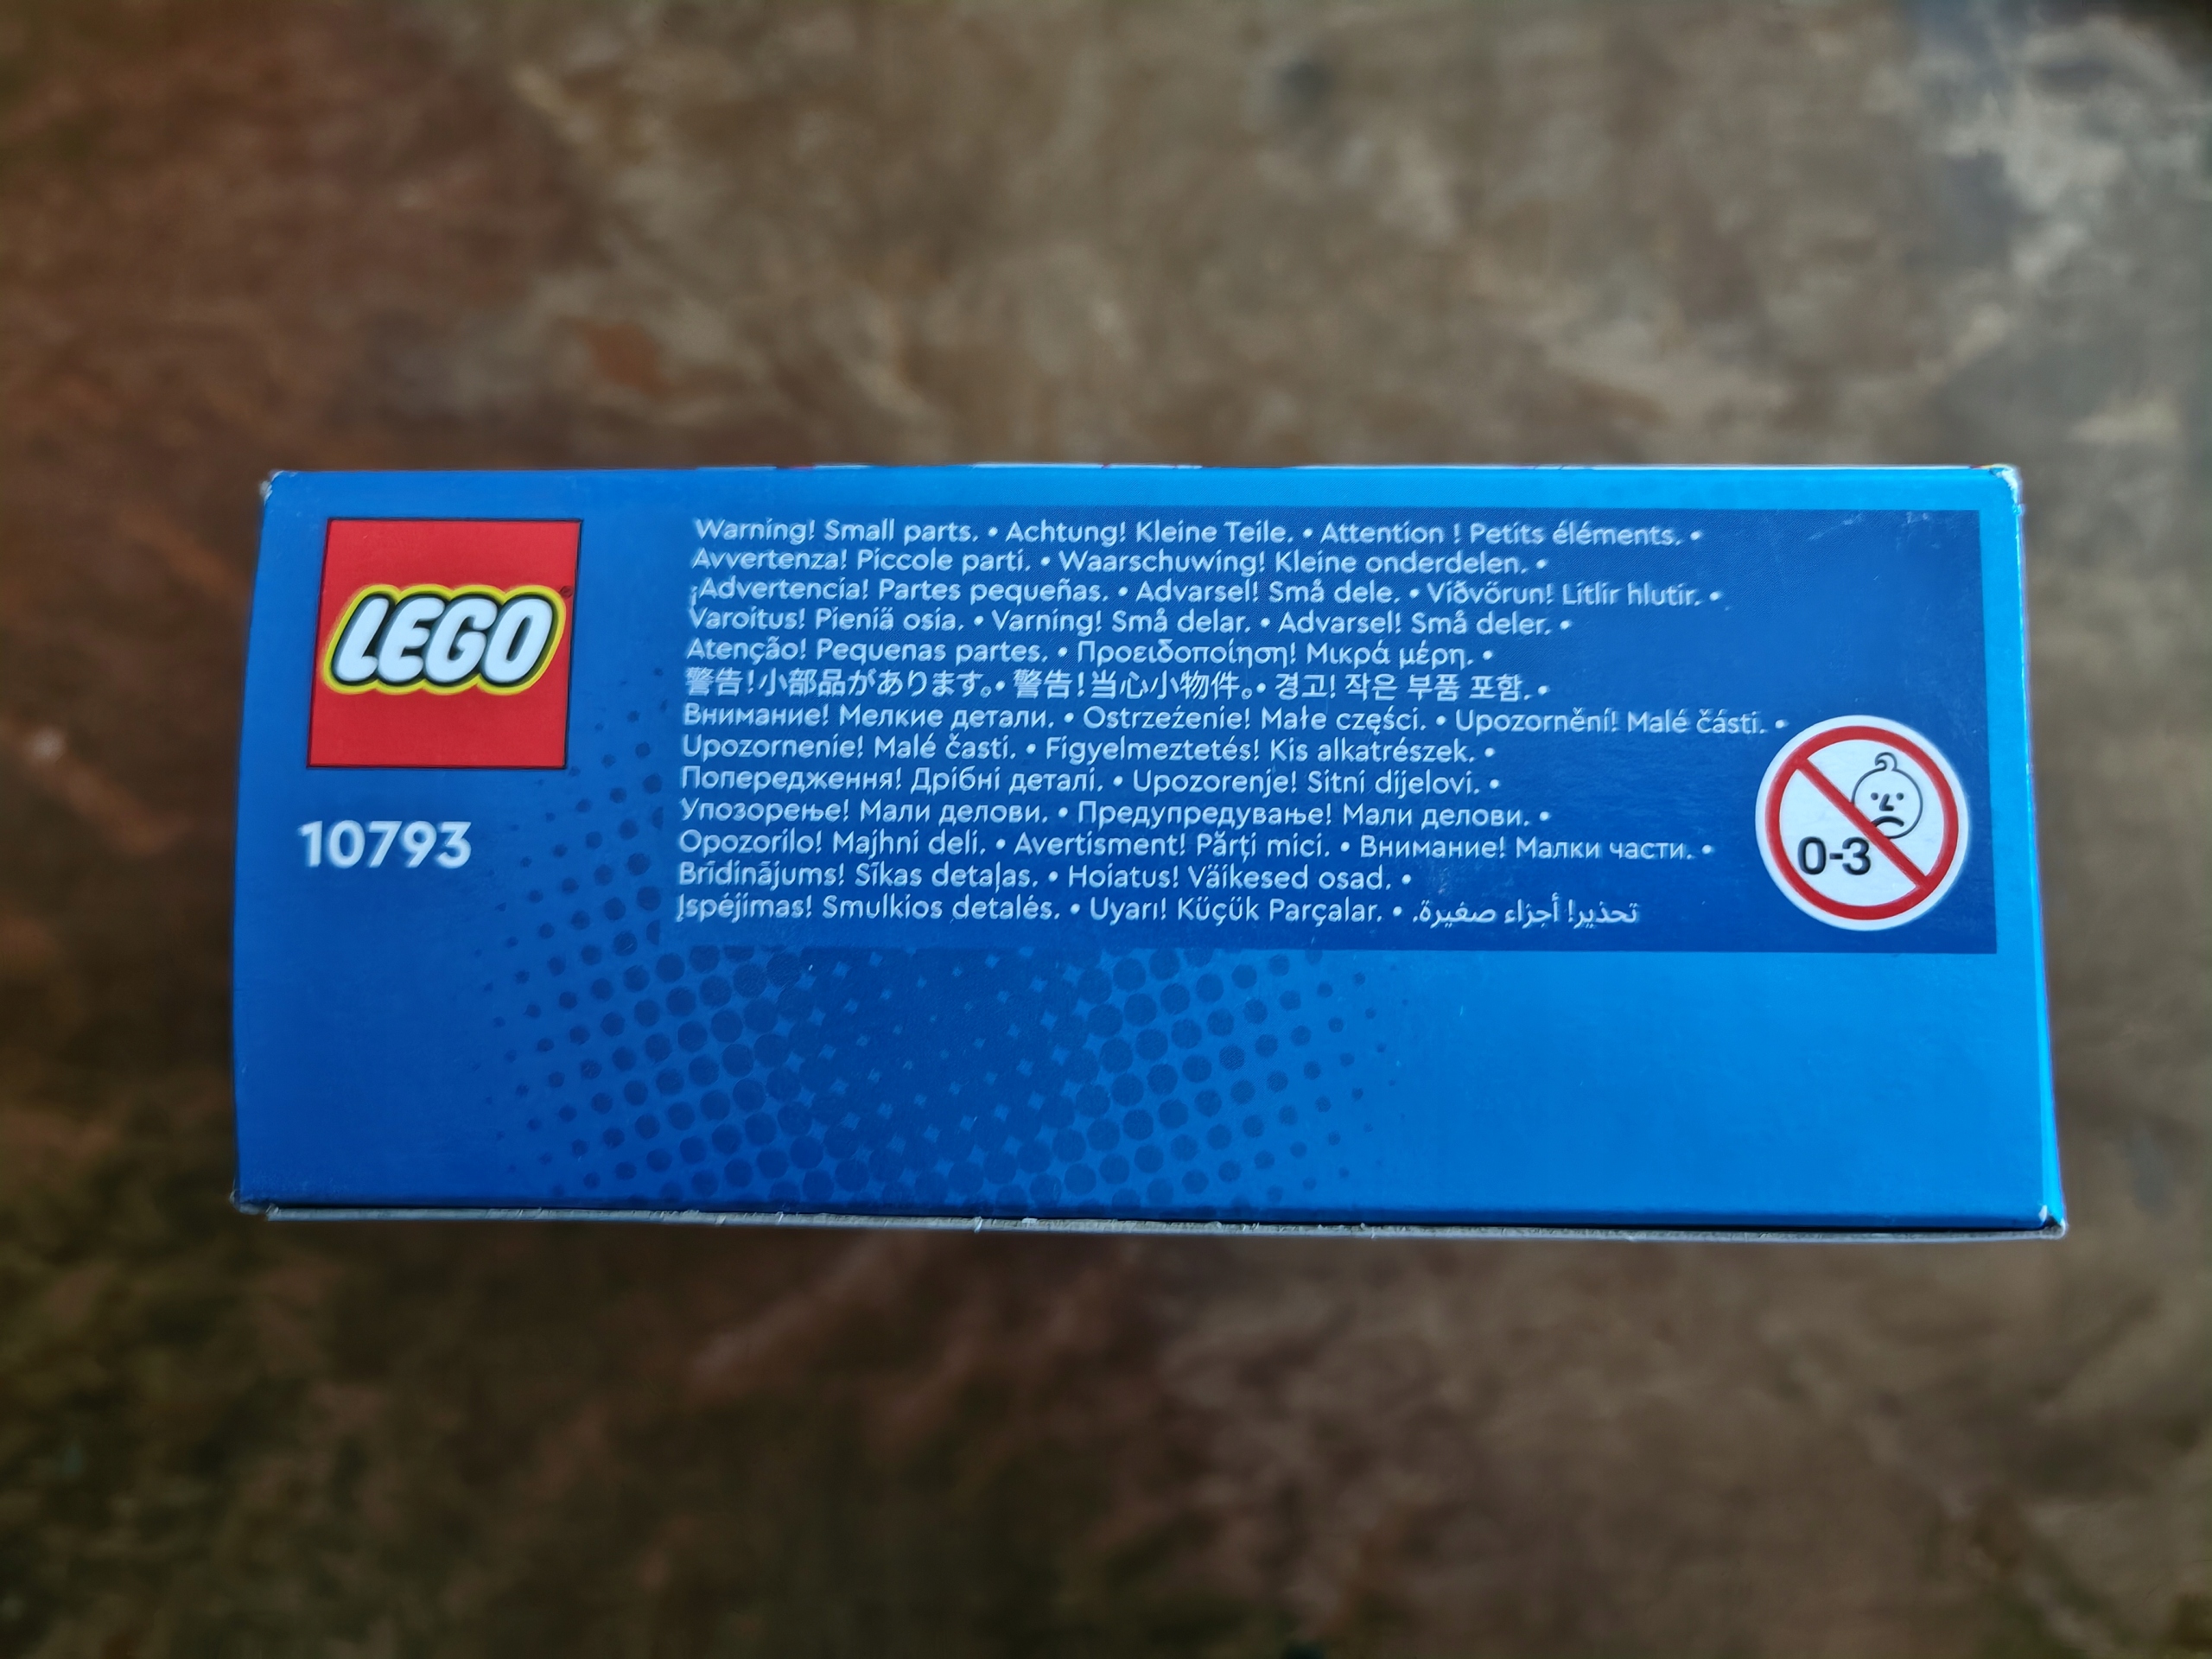 LEGO ®
10793
Warning! Small parts. • Achtung! Kleine Teile. • Attention ! Petits éléments. •
Avvertenza! Piccole parti. • Waarschuwing! Kleine onderdelen. •
¡Advertencia! Partes pequeñas. • Advarsel! Små dele. • Viðvörun! Litlir hlutir. •
Varoitus! Pieniä osia. • Varning! Små delar. • Advarsel! Små deler. •
Atenção! Pequenas partes. • Προειδοποίηση! Μικρά μέρη. •
警告!小部品があります。• 警告!当心小物件。• 경고! 작은 부품 포함. •
Внимание! Мелкие детали. • Ostrzeżenie! Małe części. • Upozornění! Malé části. •
Upozornenie! Malé časti. • Figyelmeztetés! Kis alkatrészek. •
Попередження! Дрібні деталі. • Upozorenje! Sitni dijelovi. •
Упозорење! Мали делови. • Предупредување! Мали делови. •
Opozorilo! Majhni deli. • Avertisment! Părți mici. • Внимание! Малки части. •
Brīdinājums! Sīkas detaļas. • Hoiatus! Väikesed osad. •
Įspėjimas! Smulkios detalės. • Uyarı! Küçük Parçalar. • تحذير! أجزاء صغيرة.
0-3